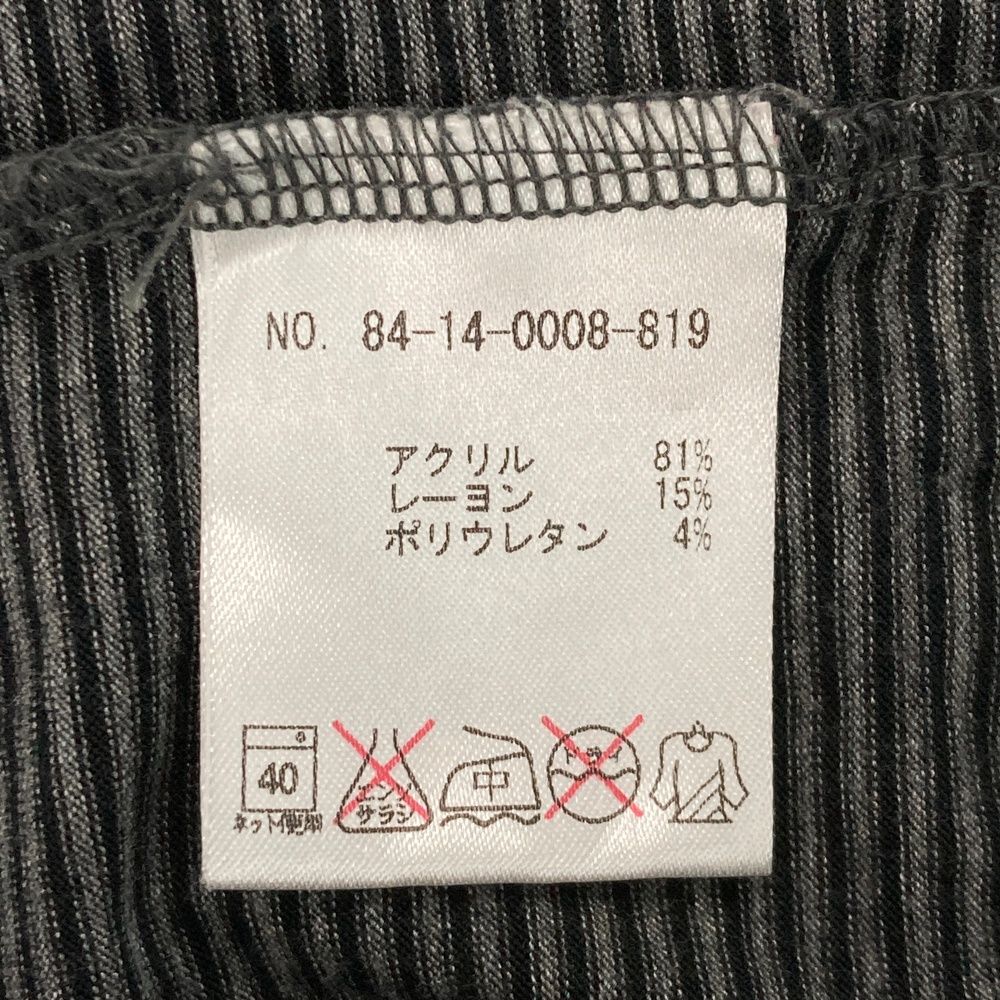 NO. 84-14-0008-819
アクリル 81%
レーヨン 15%
ポリウレタン 4%
40 エンソ サラシ 中 ドライ
ネット使用